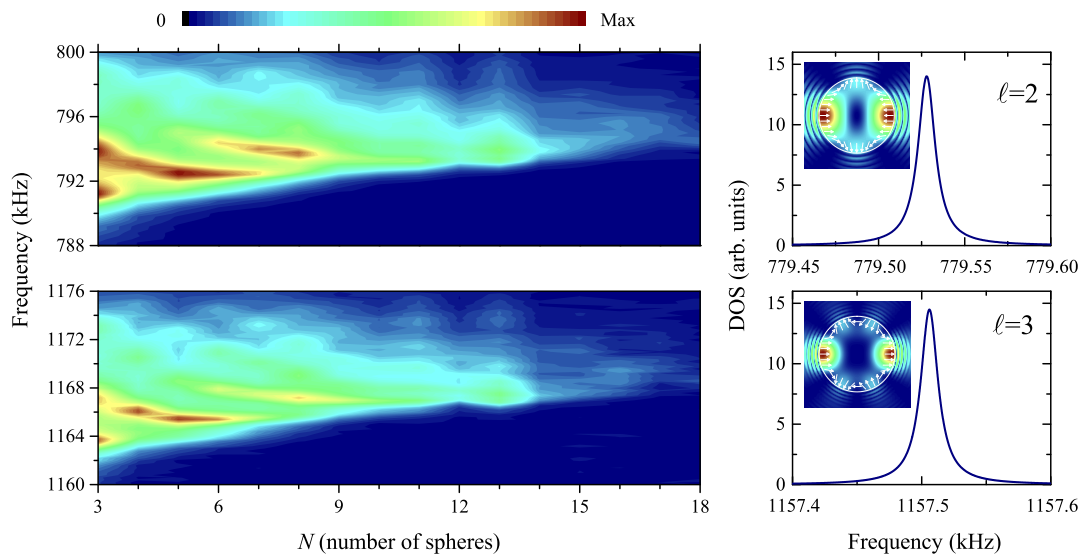 0 Max
Frequency (kHz)
800
796
792
788
1176
1172
1168
1164
1160
3 6 9 12 15 18
N (number of spheres)
DOS (arb. units)
15
10
5
0
ℓ=2
779.45 779.50 779.55 779.60
15
10
5
0
ℓ=3
1157.4 1157.5 1157.6
Frequency (kHz)